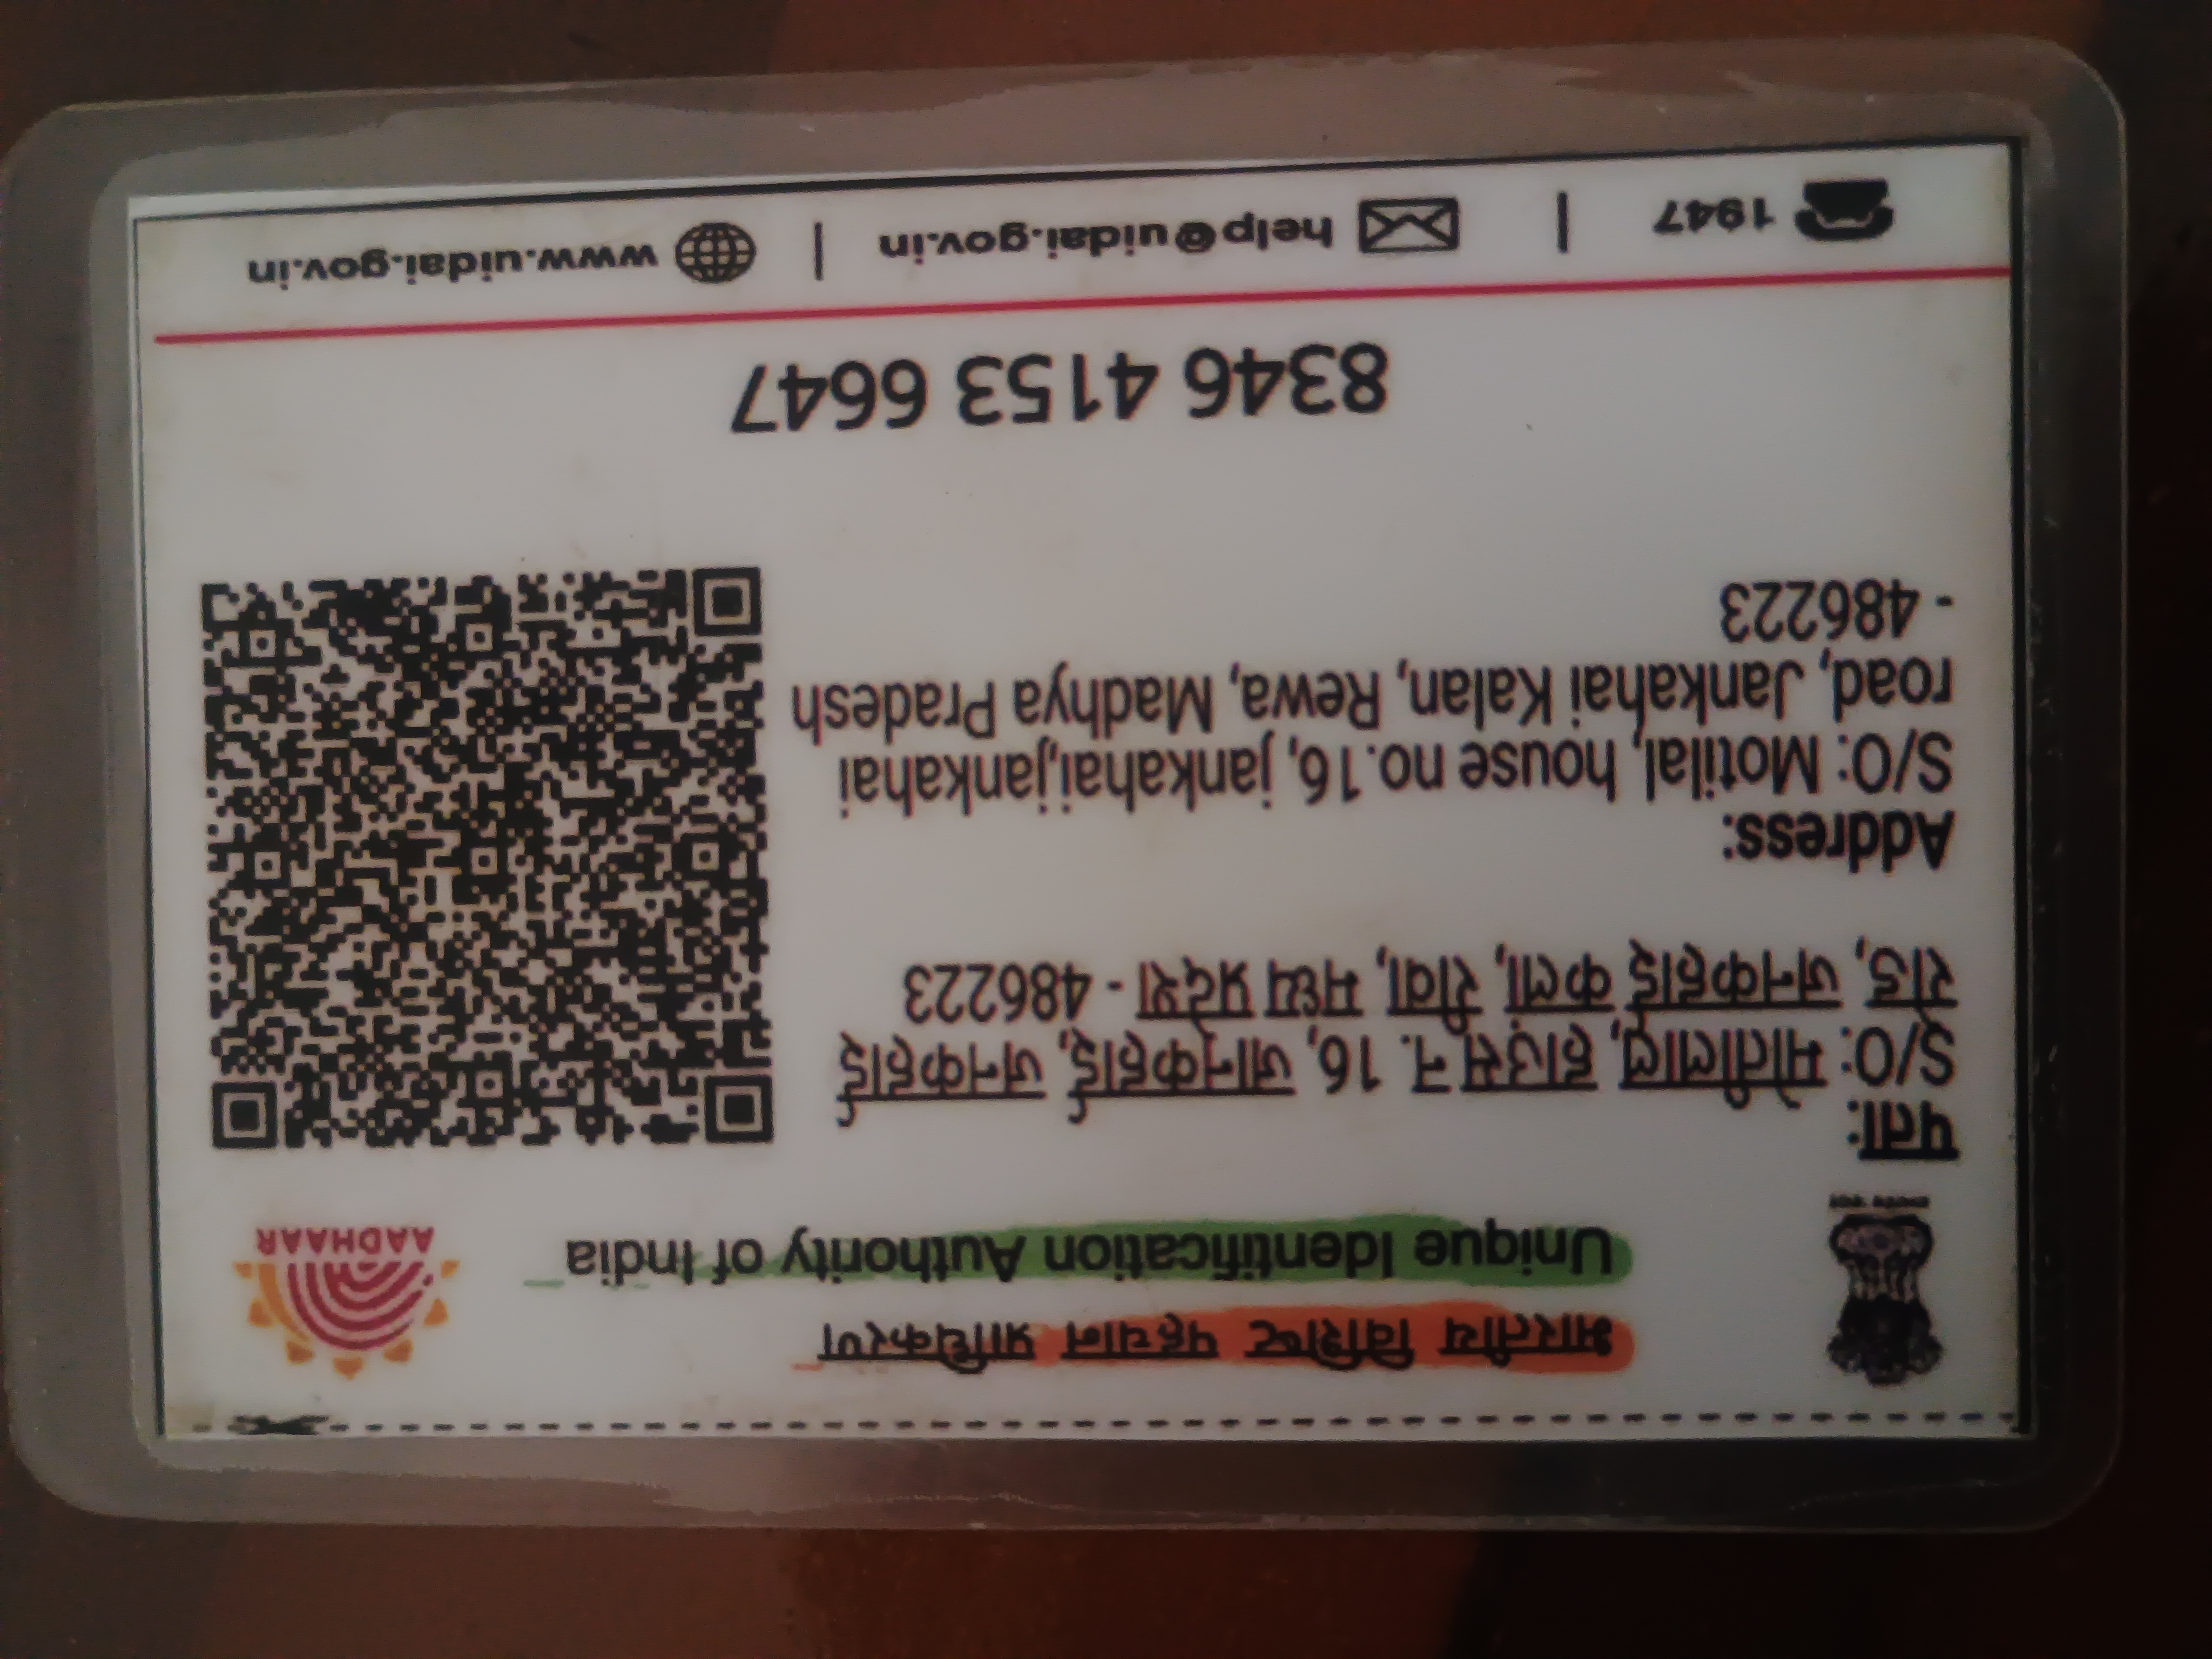 भारतीय विशिष्ट पहचान प्राधिकरण
Unique Identification Authority of India
AADHAAR
पता:
S/O: मोतीलाल, हाउस न. 16, जानकहाई, जनकहाई
रोड, जनकहाई कला, रीवा, मध्य प्रदेश - 486223
Address:
S/O: Motilal, house no.16, jankahai,jankahai
road, Jankahai Kalan, Rewa, Madhya Pradesh
- 486223
8346 4153 6647
1947 | help@uidai.gov.in | www.uidai.gov.in